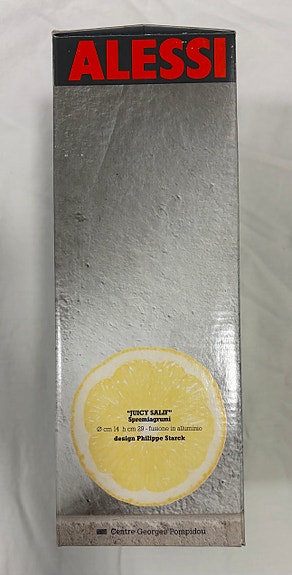 ALESSI
"JUICY SALIF"
Spremiagrumi
Ø cm 14 h cm 29 - fusione in alluminio
design Philippe Starck
Centre Georges Pompidou